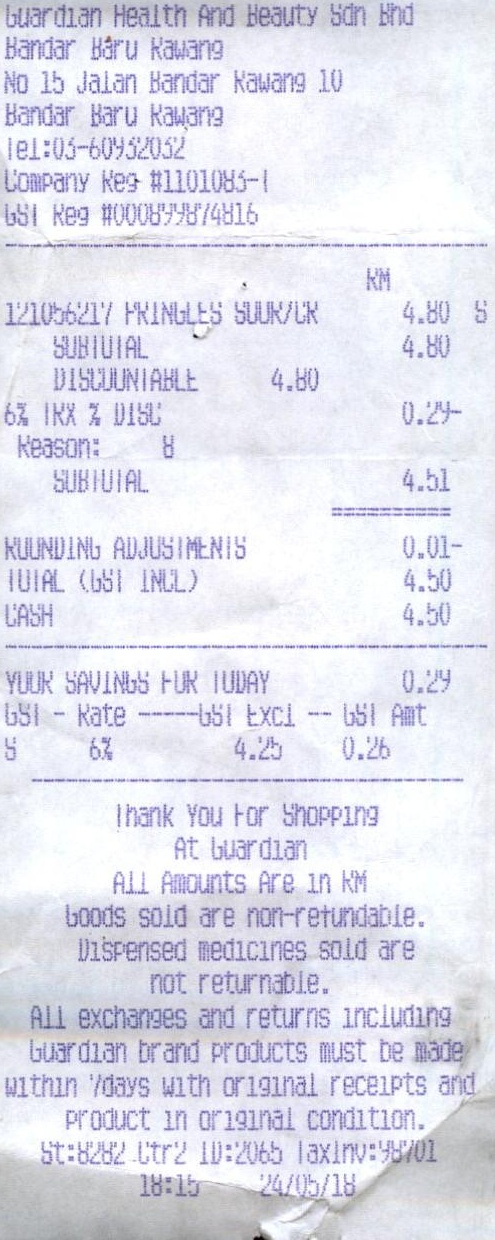 Guardian Health And Beauty Sdn Bhd
Bandar Baru Rawang
No 15 Jalan Bandar Rawang 10
Bandar Baru Rawang
Tel:03-60932032
Company Reg #1101083-T
GST Reg #000899874816
RM
121056217 PRINGLES SOUR/CR 4.80 S
SUBTOTAL 4.80
DISCOUNTABLE 4.80
6% TRX % DISC 0.29-
Reason: 8
SUBTOTAL 4.51
ROUNDING ADJUSTMENTS 0.01-
TOTAL (GST INCL) 4.50
CASH 4.50
YOUR SAVINGS FOR TODAY 0.29
GST - Rate -----GST Excl -- GST Amt
S 6% 4.25 0.26
Thank You For Shopping
At Guardian
All Amounts Are in RM
Goods sold are non-refundable.
Dispensed medicines sold are
not returnable.
All exchanges and returns including
Guardian brand products must be made
within 7days with original receipts and
product in original condition.
St:8282 Ctr2 ID:2065 TaxInv:98701
18:15 24/05/18